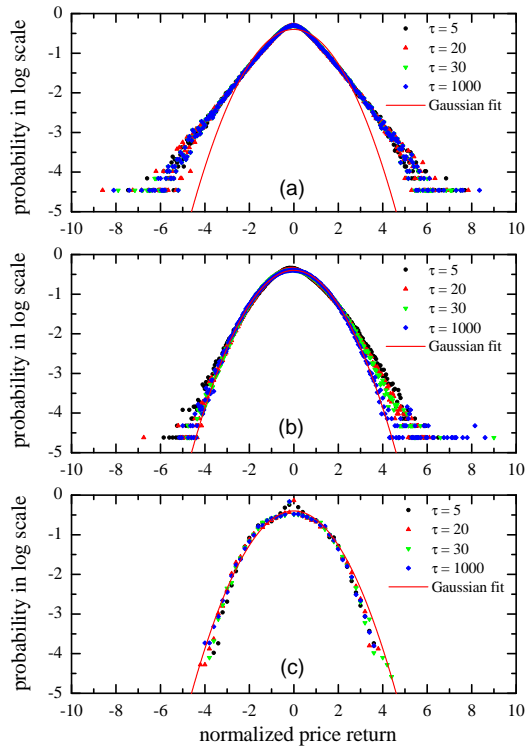 0
-1
-2
-3
-4
-5
probability in log scale
τ = 5
τ = 20
τ = 30
τ = 1000
Gaussian fit
(a)
-10 -8 -6 -4 -2 0 2 4 6 8 10
0
-1
-2
-3
-4
-5
probability in log scale
τ = 5
τ = 20
τ = 30
τ = 1000
Gaussian fit
(b)
-10 -8 -6 -4 -2 0 2 4 6 8 10
0
-1
-2
-3
-4
-5
probability in log scale
τ = 5
τ = 20
τ = 30
τ = 1000
Gaussian fit
(c)
-10 -8 -6 -4 -2 0 2 4 6 8 10
normalized price return